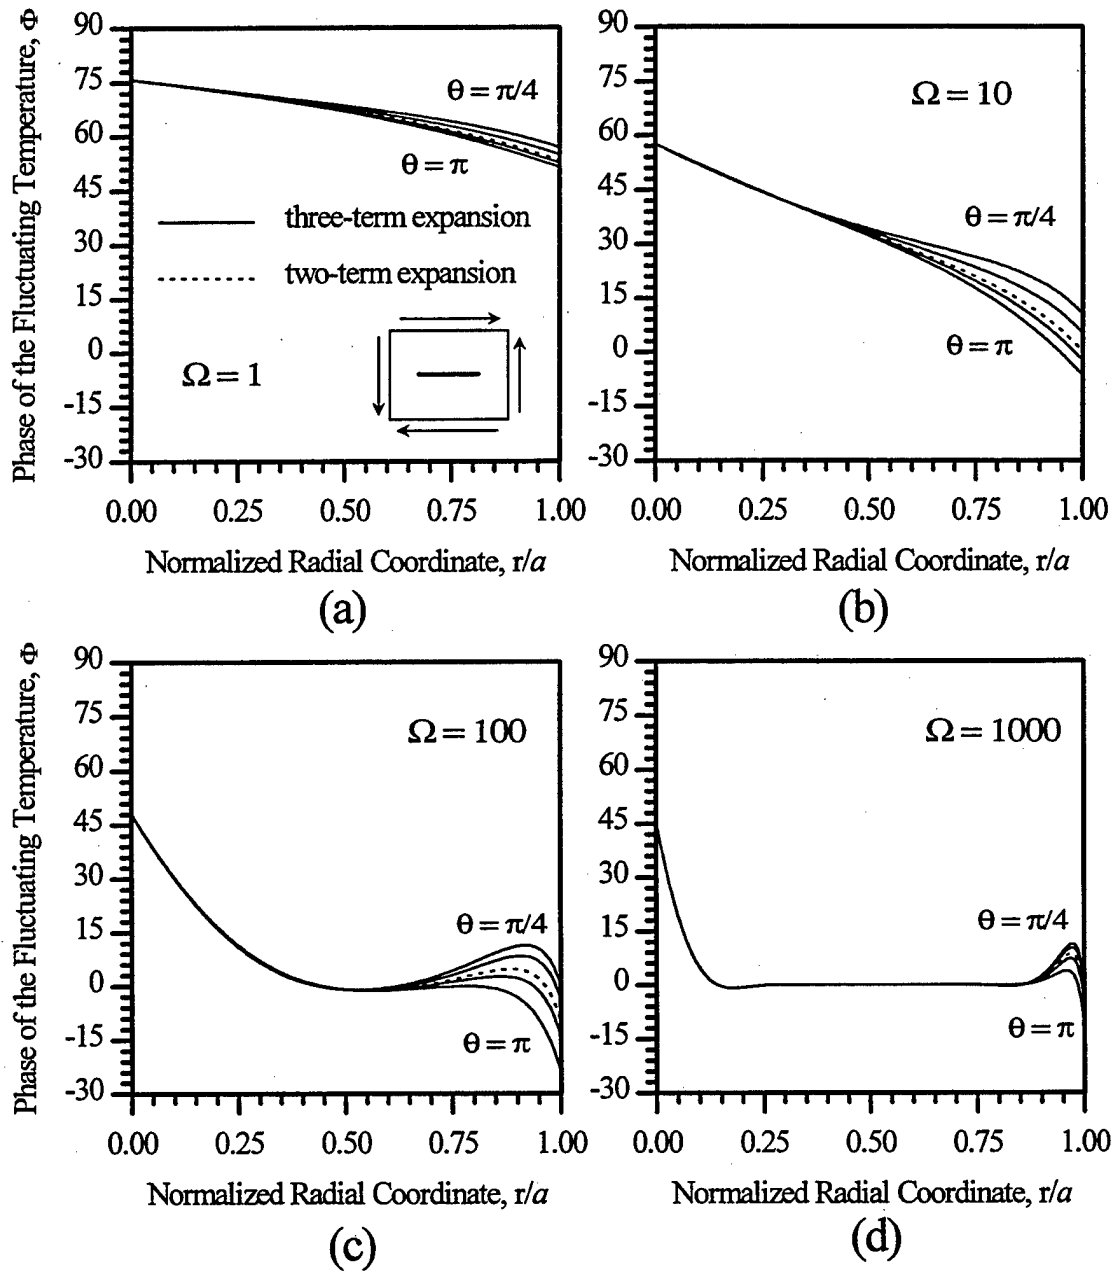 Phase of the Fluctuating Temperature, Φ
90
75
60
45
30
15
0
-15
-30
θ = π/4
θ = π
three-term expansion
two-term expansion
Ω = 1
0.00 0.25 0.50 0.75 1.00
Normalized Radial Coordinate, r/a
(a)
90
75
60
45
30
15
0
-15
-30
Ω = 10
θ = π/4
θ = π
0.00 0.25 0.50 0.75 1.00
Normalized Radial Coordinate, r/a
(b)
Phase of the Fluctuating Temperature, Φ
90
75
60
45
30
15
0
-15
-30
Ω = 100
θ = π/4
θ = π
0.00 0.25 0.50 0.75 1.00
Normalized Radial Coordinate, r/a
(c)
90
75
60
45
30
15
0
-15
-30
Ω = 1000
θ = π/4
θ = π
0.00 0.25 0.50 0.75 1.00
Normalized Radial Coordinate, r/a
(d)